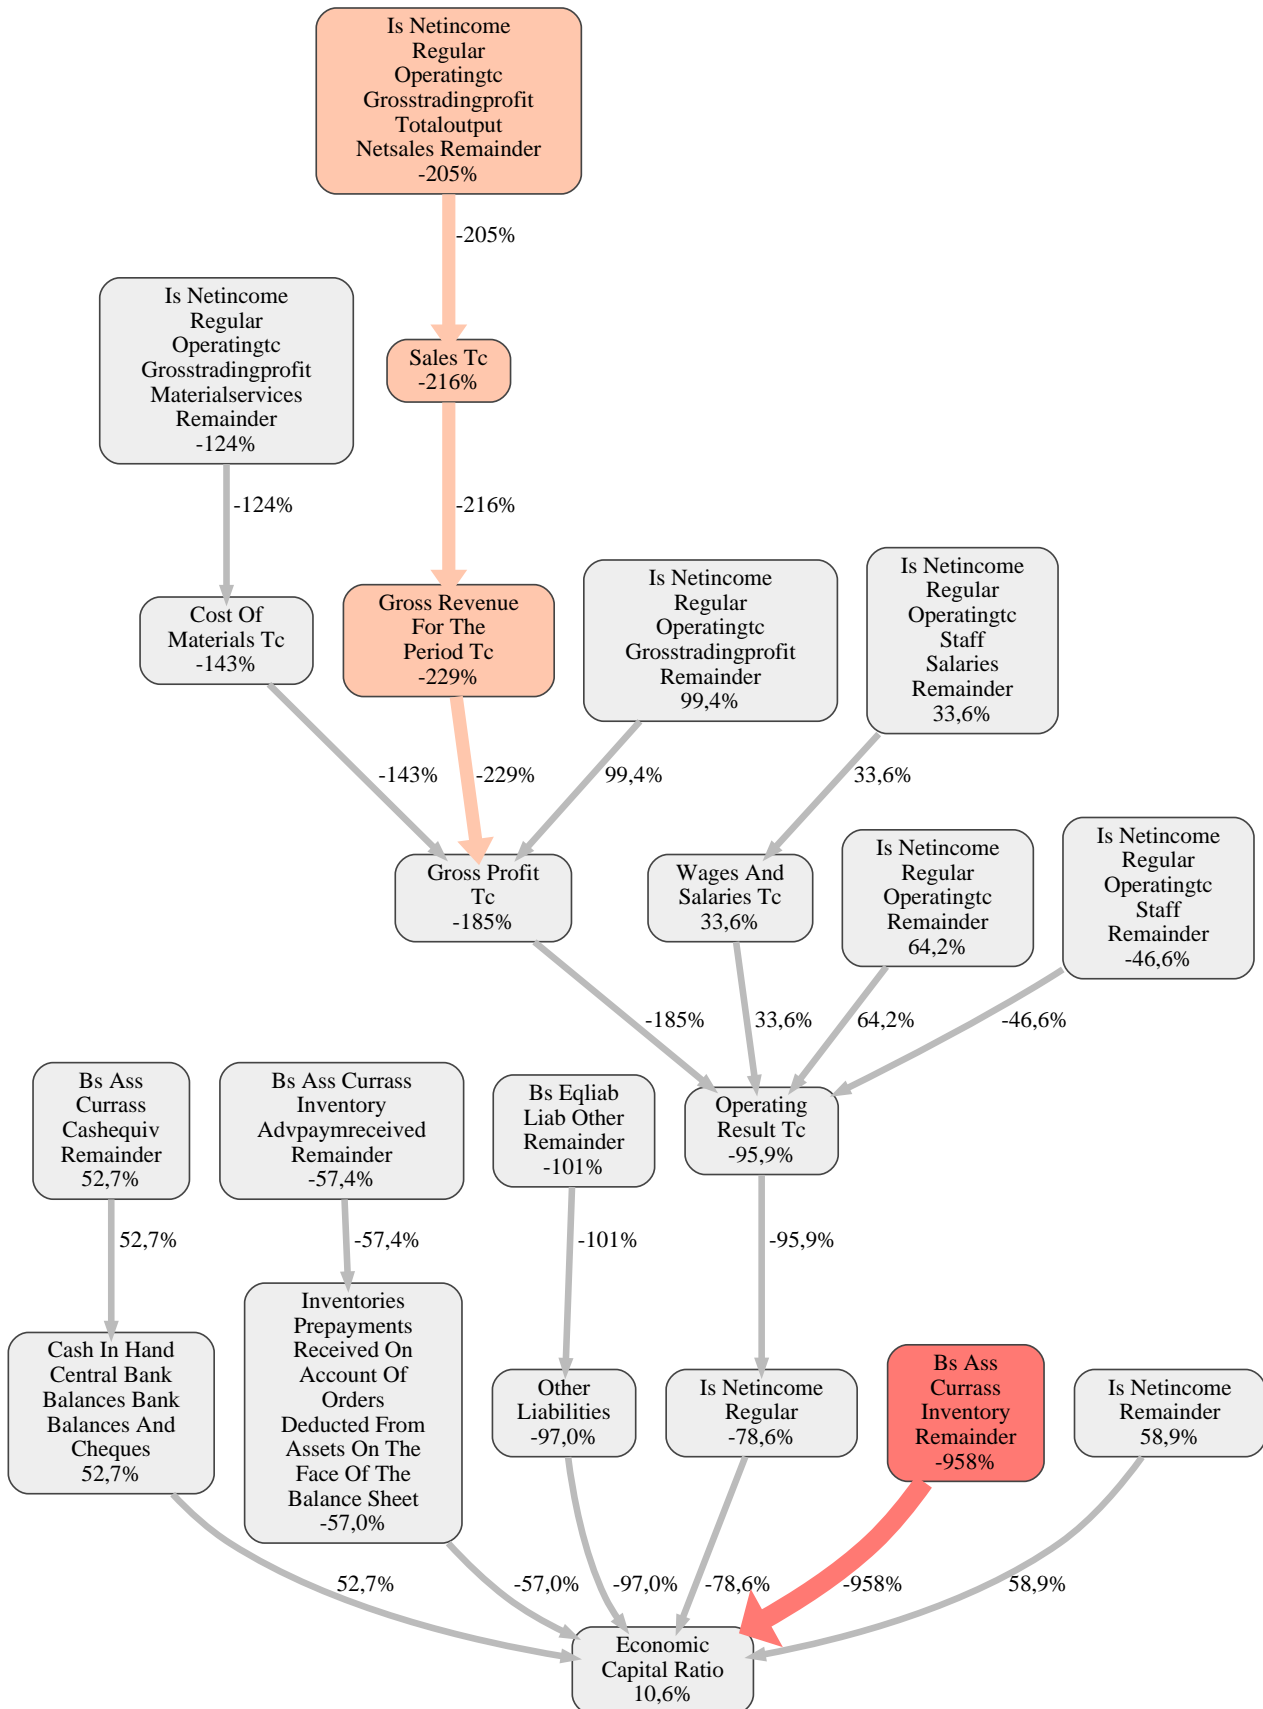 Is Netincome
Regular
Operatingtc
Grosstradingprofit
Totaloutput
Netsales Remainder
-205%
-205%
Is Netincome
Regular
Operatingtc
Grosstradingprofit
Materialservices
Remainder
-124%
Sales Tc
-216%
-124%
-216%
Cost Of
Materials Tc
-143%
Gross Revenue
For The
Period Tc
-229%
Is Netincome
Regular
Operatingtc
Grosstradingprofit
Remainder
99,4%
Is Netincome
Regular
Operatingtc
Staff
Salaries
Remainder
33,6%
-143%
-229%
99,4%
33,6%
Gross Profit
Tc
-185%
Wages And
Salaries Tc
33,6%
Is Netincome
Regular
Operatingtc
Remainder
64,2%
Is Netincome
Regular
Operatingtc
Staff
Remainder
-46,6%
-185%
33,6%
64,2%
-46,6%
Bs Ass
Currass
Cashequiv
Remainder
52,7%
Bs Ass Currass
Inventory
Advpaymreceived
Remainder
-57,4%
Bs Eqliab
Liab Other
Remainder
-101%
Operating
Result Tc
-95,9%
52,7%
-57,4%
-101%
-95,9%
Cash In Hand
Central Bank
Balances Bank
Balances And
Cheques
52,7%
Inventories
Prepayments
Received On
Account Of
Orders
Deducted From
Assets On The
Face Of The
Balance Sheet
-57,0%
Other
Liabilities
-97,0%
Is Netincome
Regular
-78,6%
Bs Ass
Currass
Inventory
Remainder
-958%
Is Netincome
Remainder
58,9%
52,7%
-57,0%
-97,0%
-78,6%
-958%
58,9%
Economic
Capital Ratio
10,6%